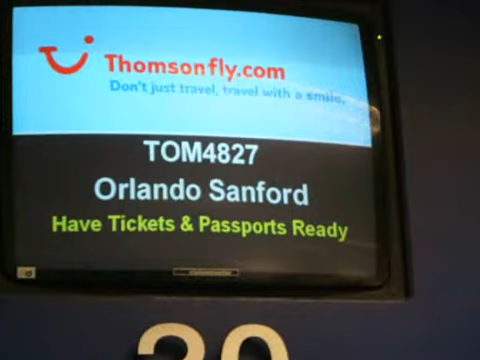 Thomsonfly.com
Don't just travel, travel with a smile.
TOM4827
Orlando Sanford
Have Tickets & Passports Ready